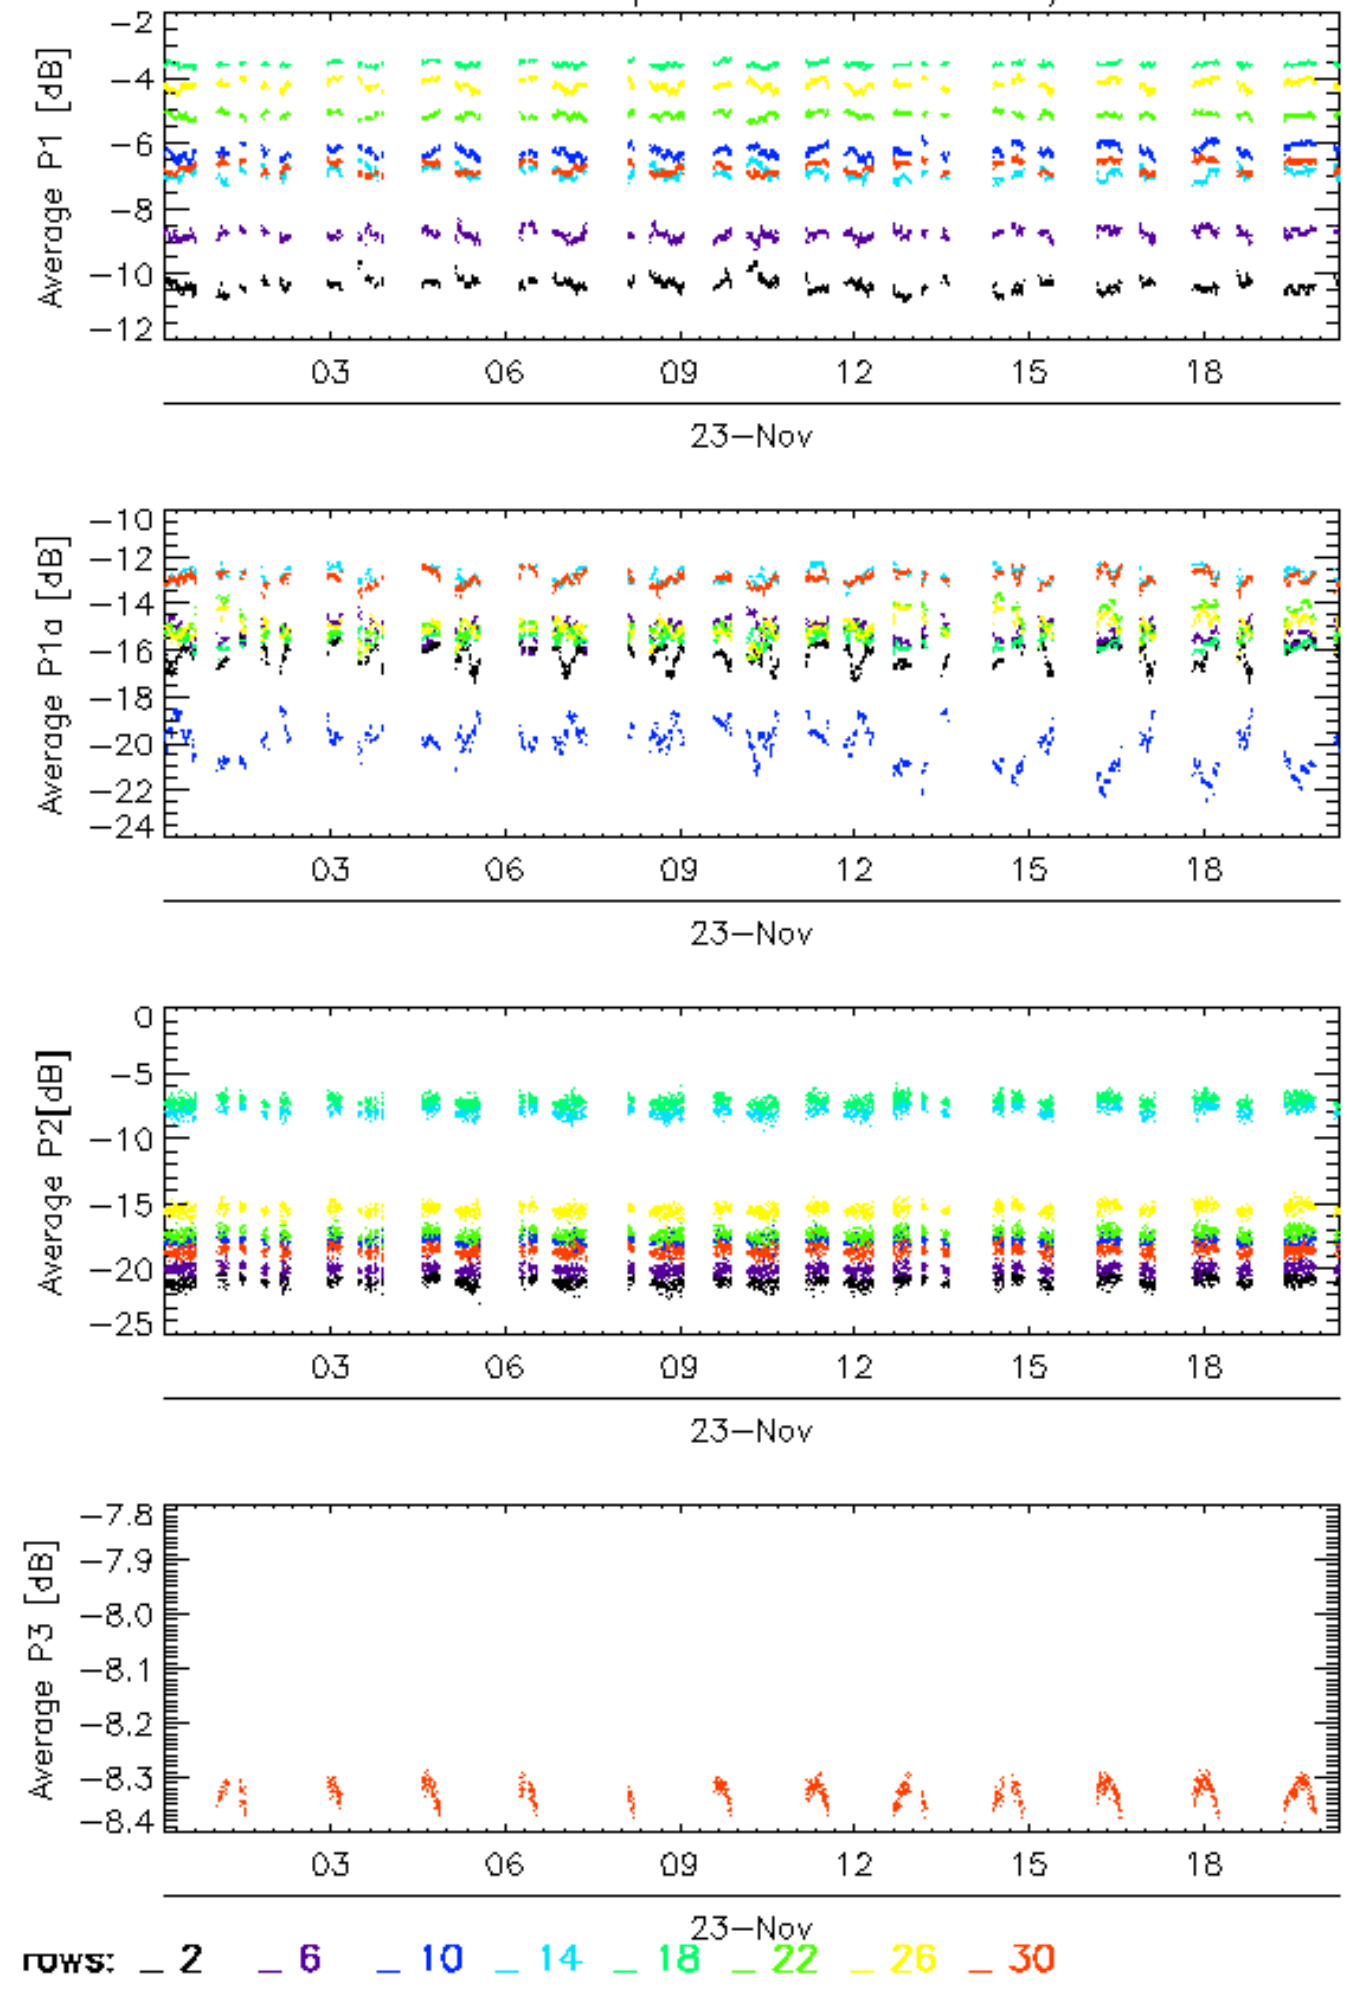 Average P1 [dB]
−2
−4
−6
−8
−10
−12
03 06 09 12 15 18
23−Nov
Average P1a [dB]
−10
−12
−14
−16
−18
−20
−22
−24
03 06 09 12 15 18
23−Nov
Average P2[dB]
0
−5
−10
−15
−20
−25
03 06 09 12 15 18
23−Nov
Average P3 [dB]
−7.8
−7.9
−8.0
−8.1
−8.2
−8.3
−8.4
03 06 09 12 15 18
23−Nov
rows: _ 2 _ 6 _ 10 _ 14 _ 18 _ 22 _ 26 _ 30